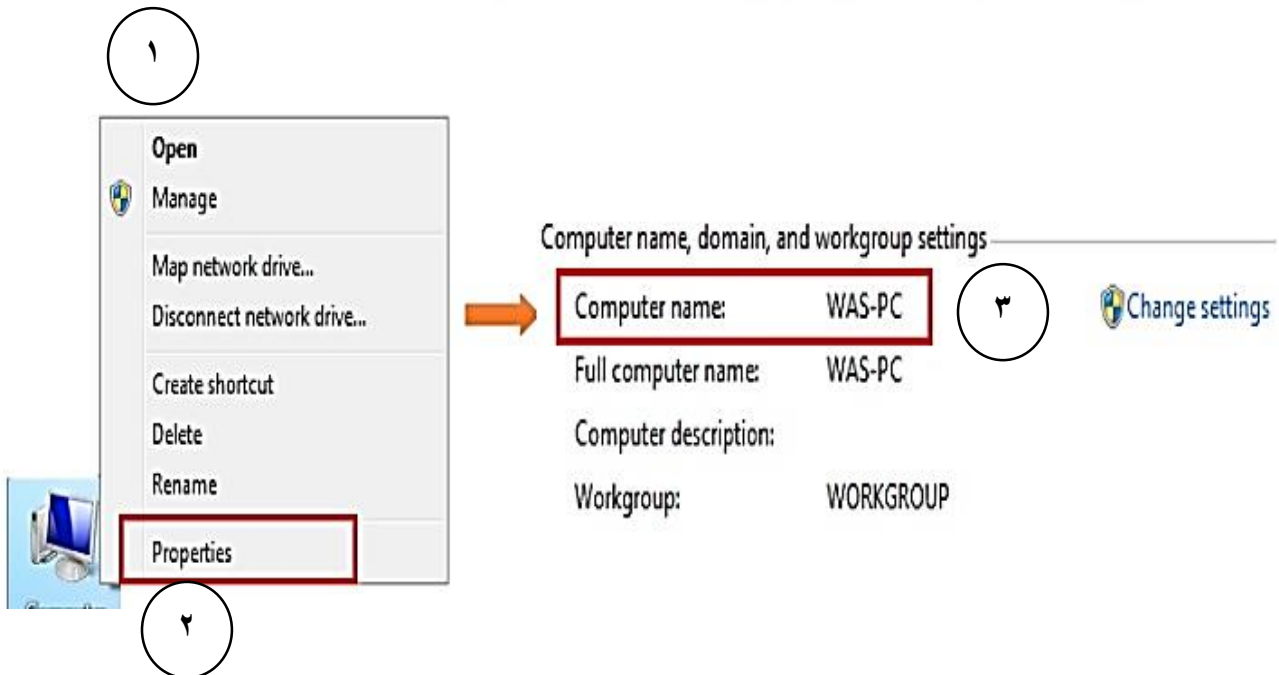 ١
Open
Manage
Map network drive...
Disconnect network drive...
Create shortcut
Delete
Rename
Properties
٢
Computer name, domain, and workgroup settings
Computer name: WAS-PC
٣
Change settings
Full computer name: WAS-PC
Computer description:
Workgroup: WORKGROUP